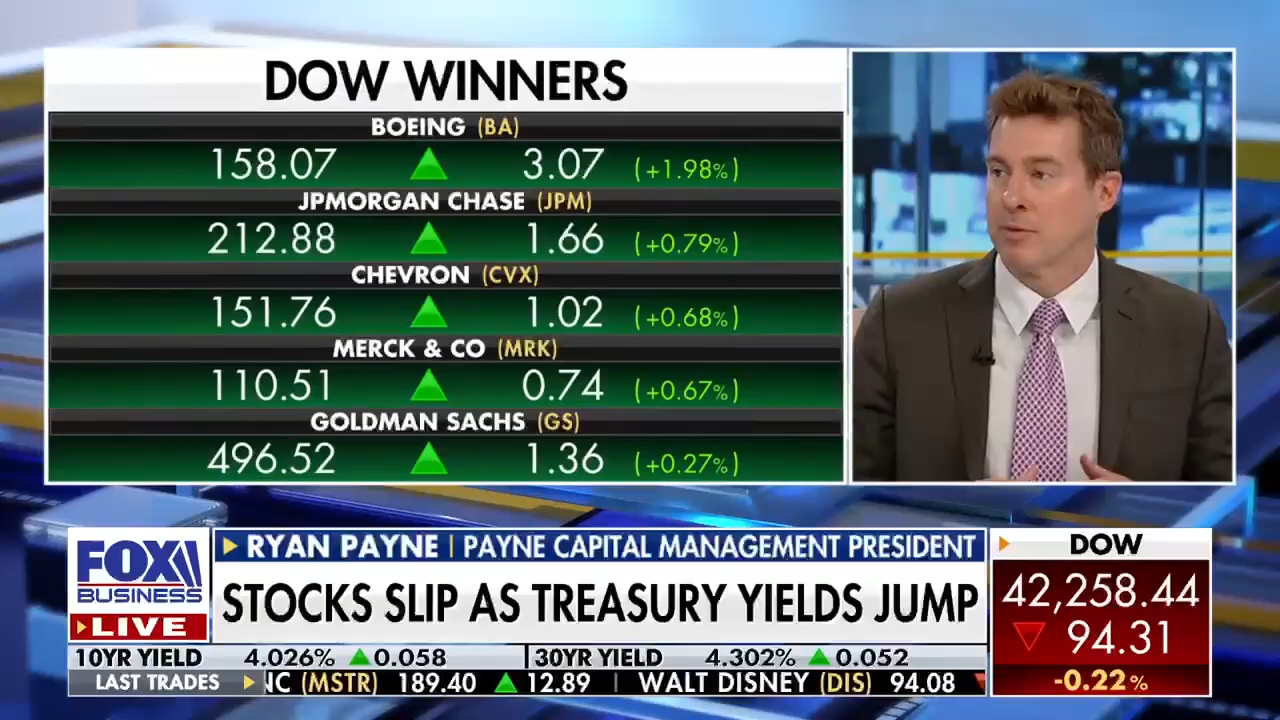 DOW WINNERS
BOEING (BA)
158.07 ▲ 3.07 (+1.98%)
JPMORGAN CHASE (JPM)
212.88 ▲ 1.66 (+0.79%)
CHEVRON (CVX)
151.76 ▲ 1.02 (+0.68%)
MERCK & CO (MRK)
110.51 ▲ 0.74 (+0.67%)
GOLDMAN SACHS (GS)
496.52 ▲ 1.36 (+0.27%)
FOX
BUSINESS
LIVE
RYAN PAYNE | PAYNE CAPITAL MANAGEMENT PRESIDENT
STOCKS SLIP AS TREASURY YIELDS JUMP
DOW
42,258.44
▽ 94.31
-0.22%
10YR YIELD 4.026% ▲ 0.058 | 30YR YIELD 4.302% ▲ 0.052
LAST TRADES NC (MSTR) 189.40 ▲ 12.89 | WALT DISNEY (DIS) 94.08